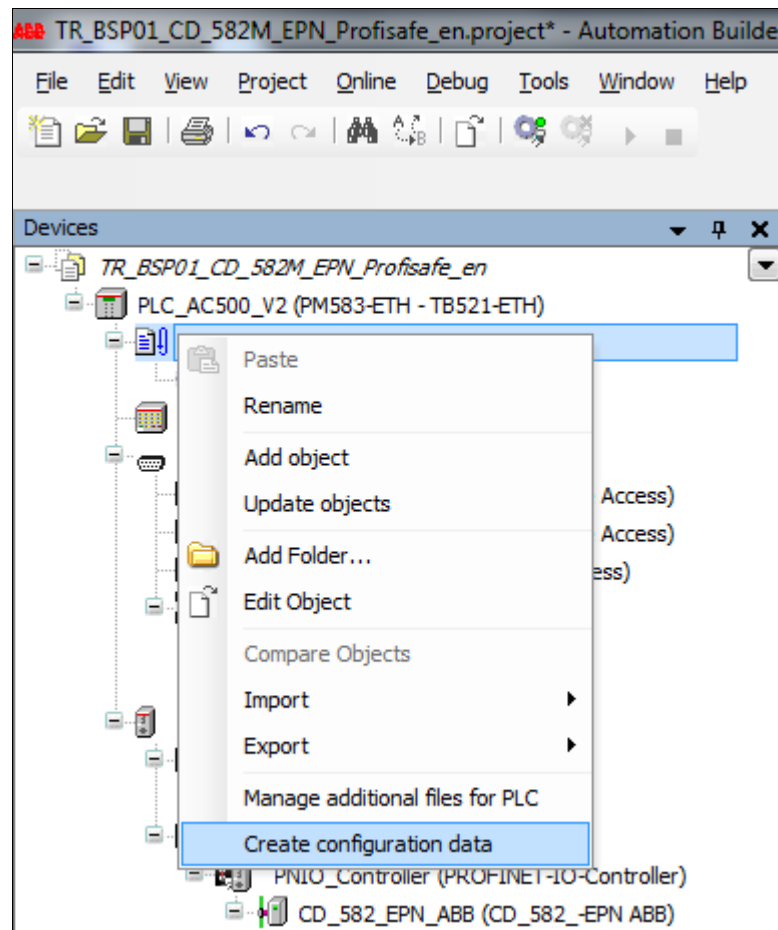 ABB TR_BSP01_CD_582M_EPN_Profisafe_en.project* - Automation Builde
File Edit View Project Online Debug Tools Window Help
Devices
TR_BSP01_CD_582M_EPN_Profisafe_en
PLC_AC500_V2 (PM583-ETH - TB521-ETH)
Paste
Rename
Add object
Update objects
Access)
Access)
Add Folder...
ess)
Edit Object
Compare Objects
Import
Export
Manage additional files for PLC
Create configuration data
PNIO_Controller (PROFINET-IO-Controller)
CD_582_EPN_ABB (CD_582_-EPN ABB)